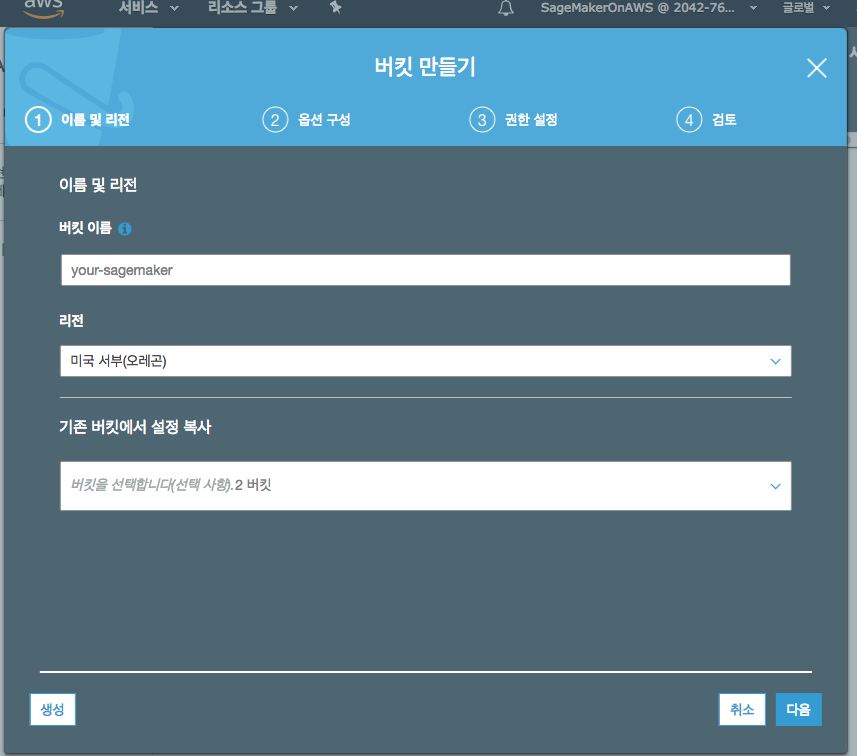 aws 서비스 리소스 그룹 SageMakerOnAWS @ 2042-76... 글로벌
버킷 만들기
1 이름 및 리전 2 옵션 구성 3 권한 설정 4 검토
이름 및 리전
버킷 이름
your-sagemaker
리전
미국 서부(오레곤)
기존 버킷에서 설정 복사
버킷을 선택합니다(선택 사항).2 버킷
생성 취소 다음